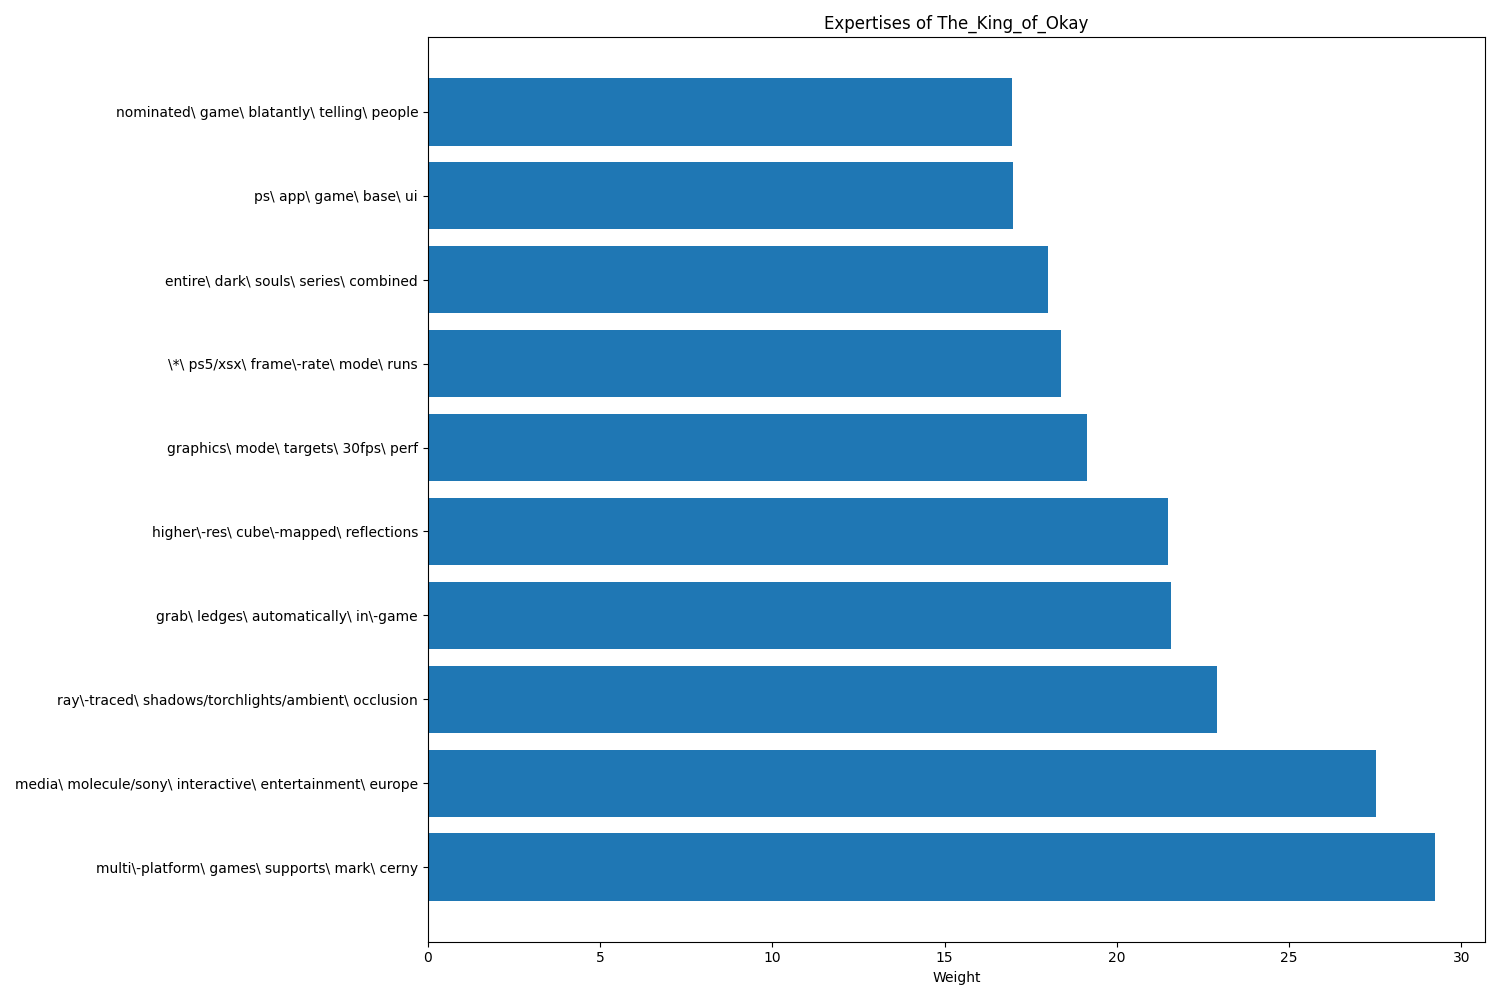 Expertises of The_King_of_Okay
nominated\ game\ blatantly\ telling\ people
ps\ app\ game\ base\ ui
entire\ dark\ souls\ series\ combined
\*\ ps5/xsx\ frame\-rate\ mode\ runs
graphics\ mode\ targets\ 30fps\ perf
higher\-res\ cube\-mapped\ reflections
grab\ ledges\ automatically\ in\-game
ray\-traced\ shadows/torchlights/ambient\ occlusion
media\ molecule/sony\ interactive\ entertainment\ europe
multi\-platform\ games\ supports\ mark\ cerny
0 5 10 15 20 25 30
Weight